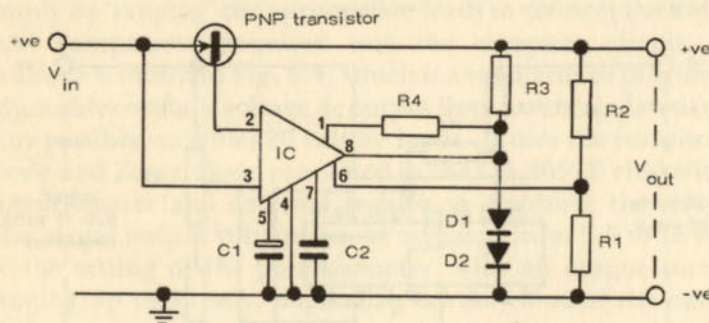 PNP transistor
+ve
+ve
V in
R3
R2
R4
2
1
IC
8
3
6
7
5
4
V out
D1
D2
R1
C1
C2
-ve